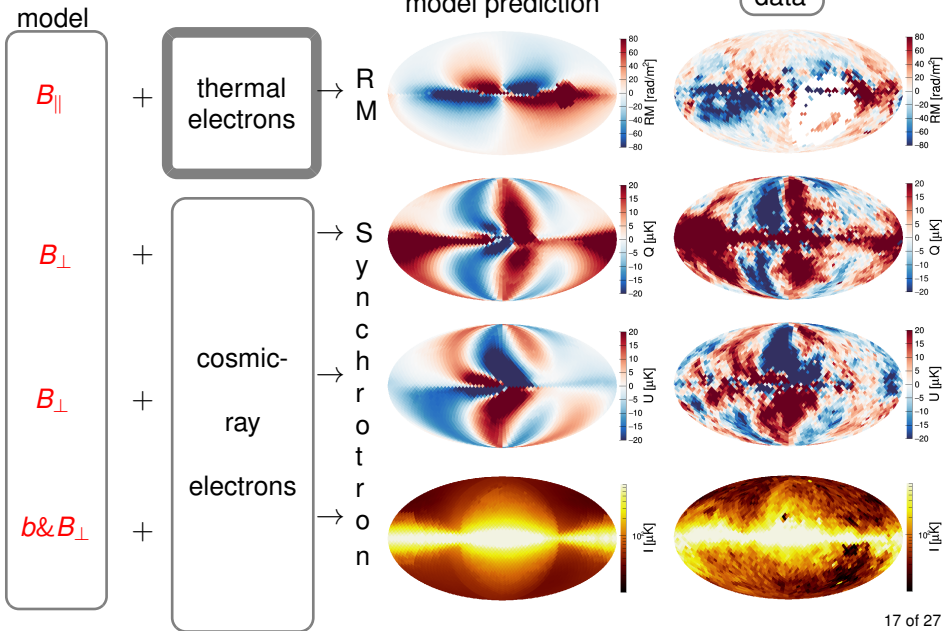 model
model prediction
data
B∥
+
thermal
electrons
→
R
M
80
60
40
20
0
−20
−40
−60
−80
RM [rad/m²]
80
60
40
20
0
−20
−40
−60
−80
RM [rad/m²]
B⊥
+
→
S
y
n
c
h
r
o
t
r
o
n
20
15
10
5
0
−5
−10
−15
−20
Q [µK]
20
15
10
5
0
−5
−10
−15
−20
Q [µK]
B⊥
+
cosmic-
ray
electrons
→
20
15
10
5
0
−5
−10
−15
−20
U [µK]
20
15
10
5
0
−5
−10
−15
−20
U [µK]
b&B⊥
+
→
10²
I [µK]
10²
I [µK]
17 of 27